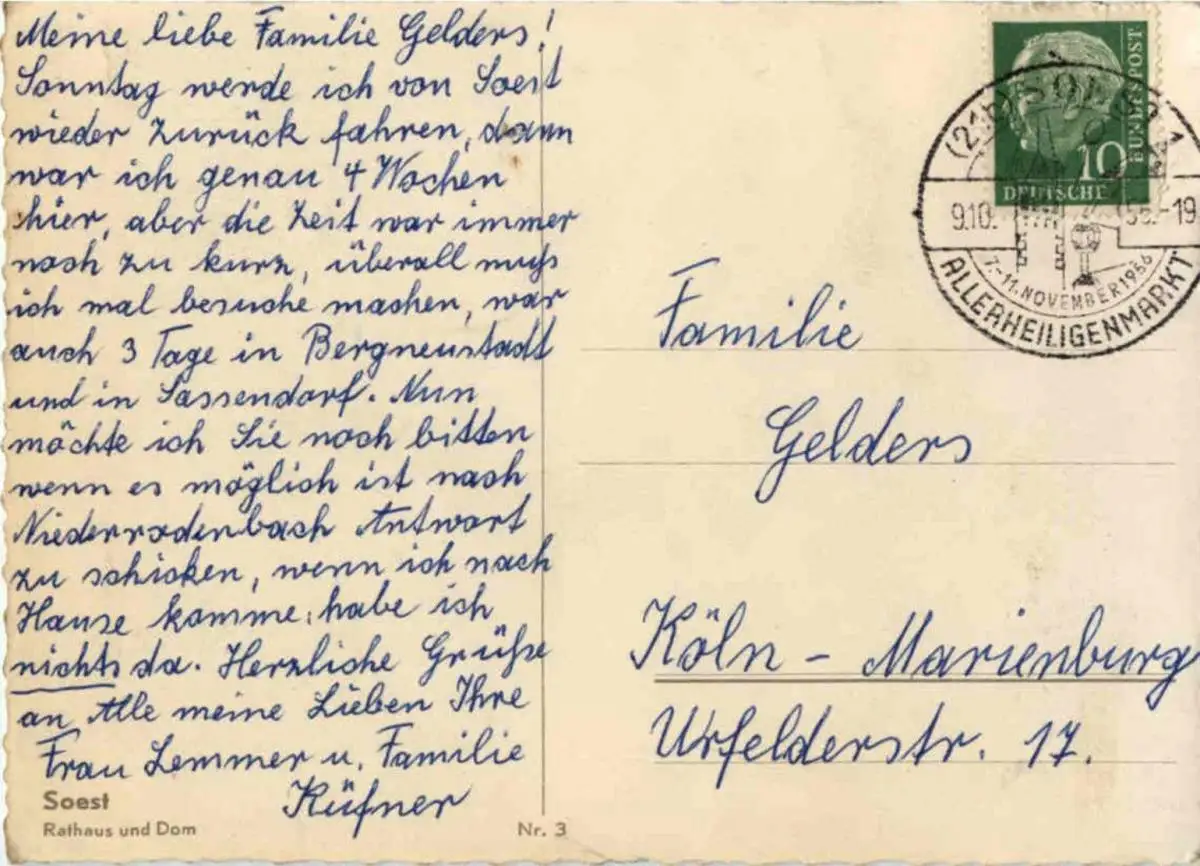 Meine liebe Familie Gelders!
Sonntag werde ich von Soest
wieder zurück fahren, dann
war ich genau 4 Wochen
hier, aber die Zeit war immer
noch zu kurz, überall muss
ich mal besuche machen, war
auch 3 Tage in Bergneustadt
und in Sassendorf. Nun
möchte ich Sie noch bitten
wenn es möglich ist nach
Niederrodenbach Antwort
zu schicken, wenn ich nach
Hause komme, habe ich
nichts da. Herzliche Grüße
an Alle meine Lieben Ihre
Frau Lemmer u. Familie
Küfner
Soest
Rathaus und Dom
Nr. 3
DEUTSCHE
BUNDESPOST
10
SOEST
9.10.
-19
7.-11. NOVEMBER 1956
ALLERHEILIGENMARKT
Familie
Gelders
Köln - Marienburg
Urfelderstr. 17.